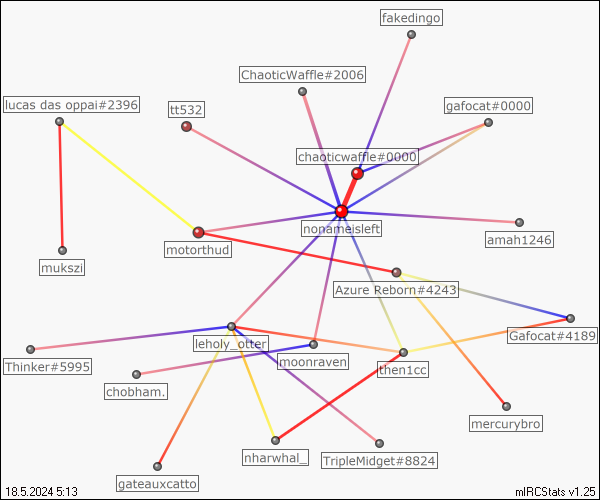 fakedingo
ChaoticWaffle#2006
lucas das oppai#2396
tt532
gafocat#0000
chaoticwaffle#0000
nonameisleft
amah1246
motorthud
mukszi
Azure Reborn#4243
Gafocat#4189
leholy_otter
moonraven
then1cc
Thinker#5995
chobham.
mercurybro
nharwhal_
TripleMidget#8824
gateauxcatto
18.5.2024 5:13
mIRCStats v1.25